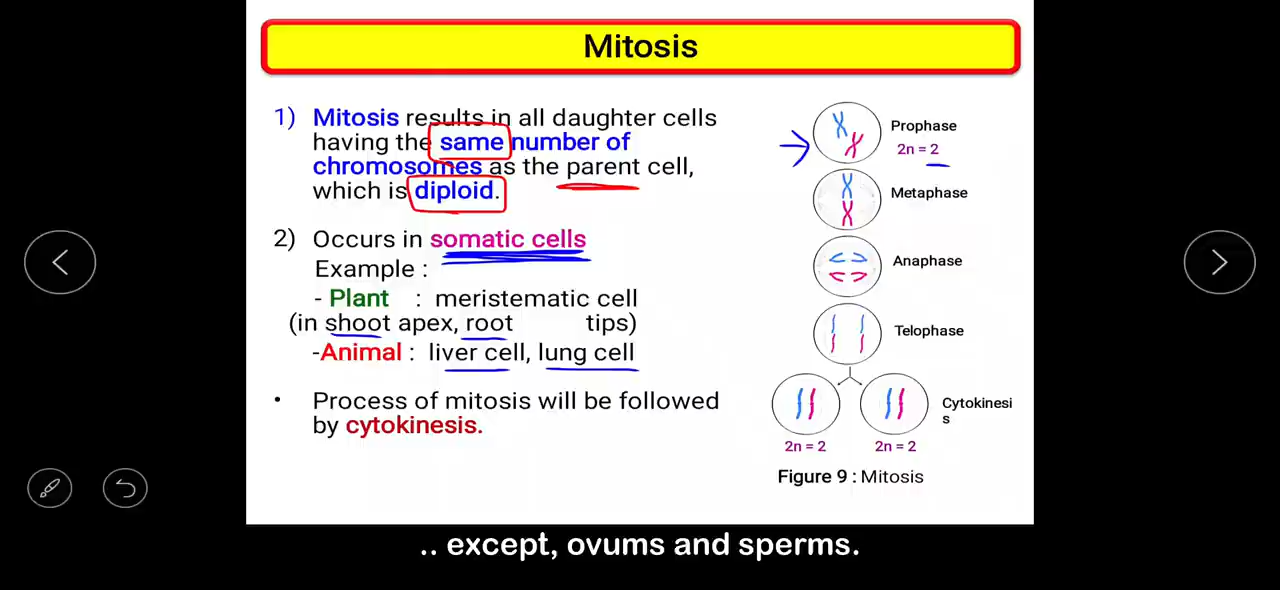 Mitosis
1) Mitosis results in all daughter cells
having the same number of
chromosomes as the parent cell,
which is diploid.
2) Occurs in somatic cells
Example :
- Plant : meristematic cell
(in shoot apex, root tips)
-Animal : liver cell, lung cell
• Process of mitosis will be followed
by cytokinesis.
Prophase
2n = 2
Metaphase
Anaphase
Telophase
Cytokinesi
s
2n = 2 2n = 2
Figure 9 : Mitosis
.. except, ovums and sperms.